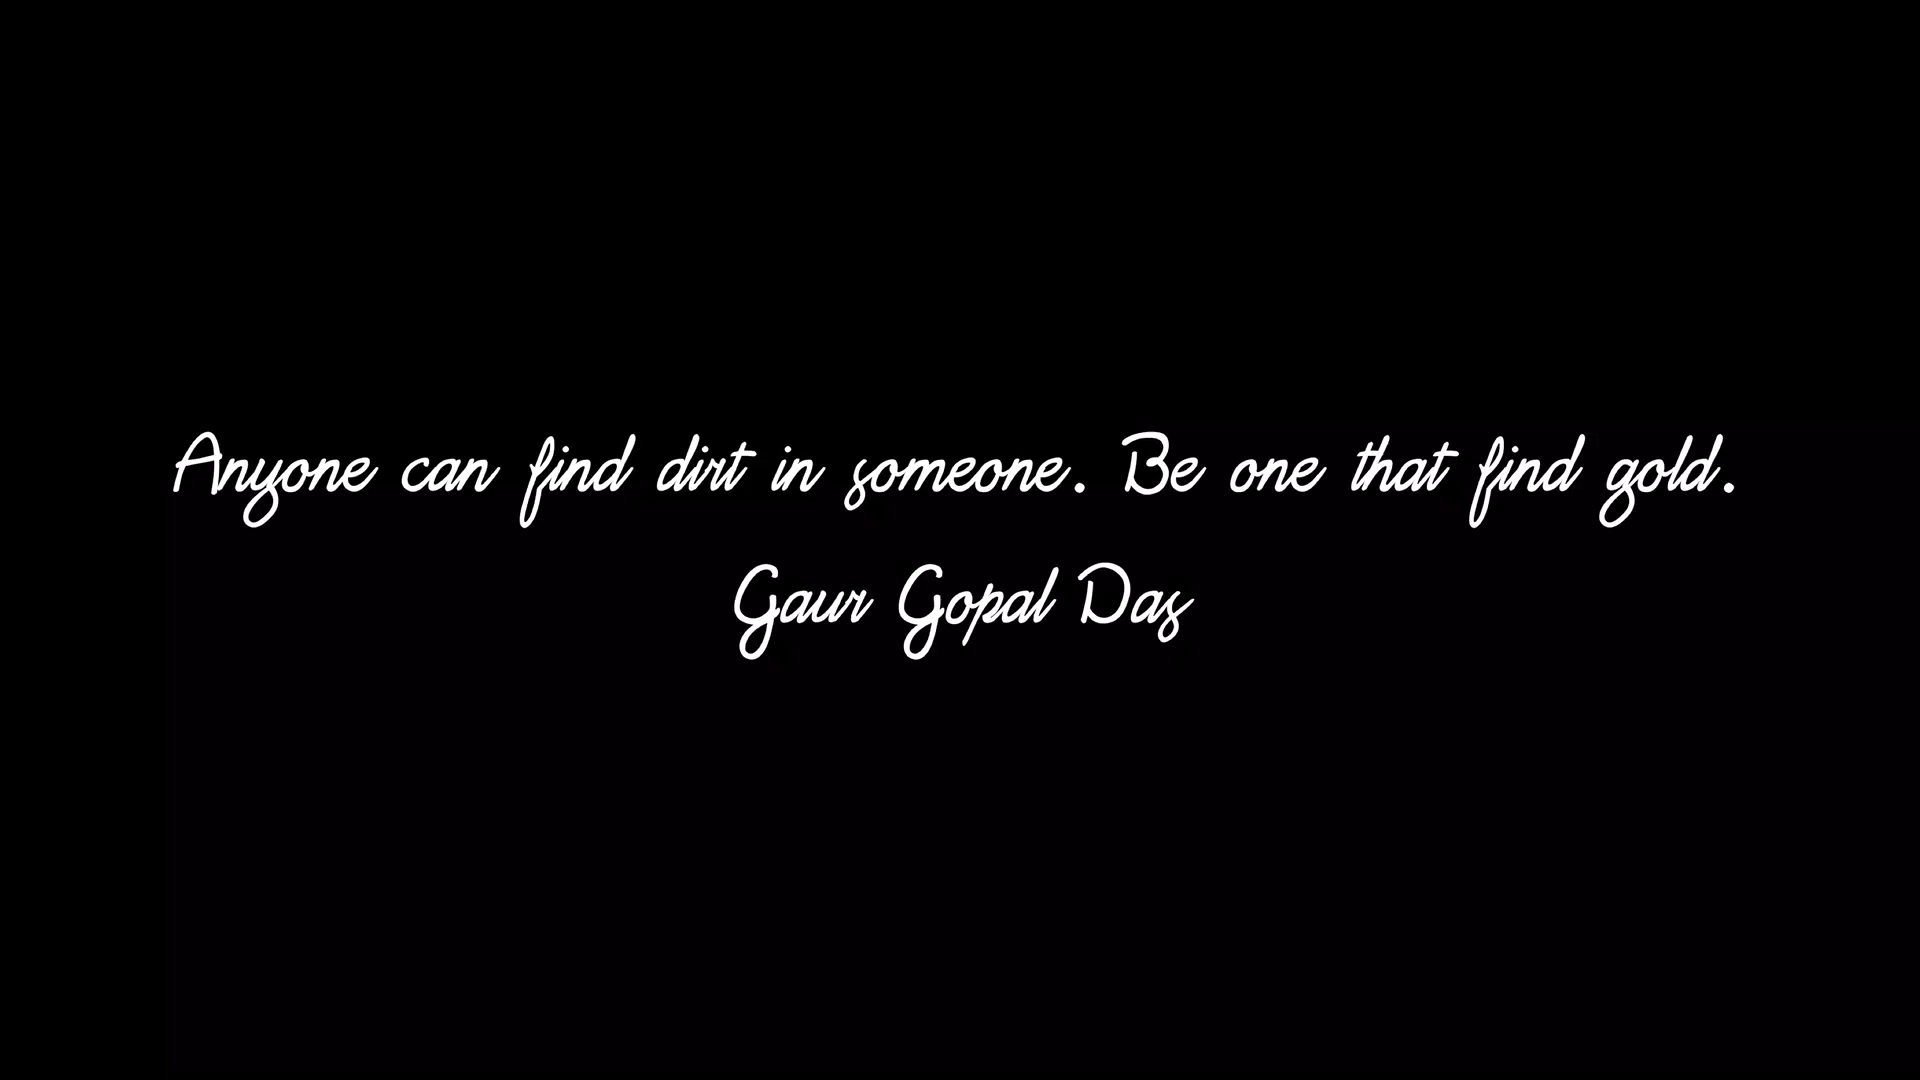 Anyone can find dirt in someone. Be one that find gold.
Gaur Gopal Das